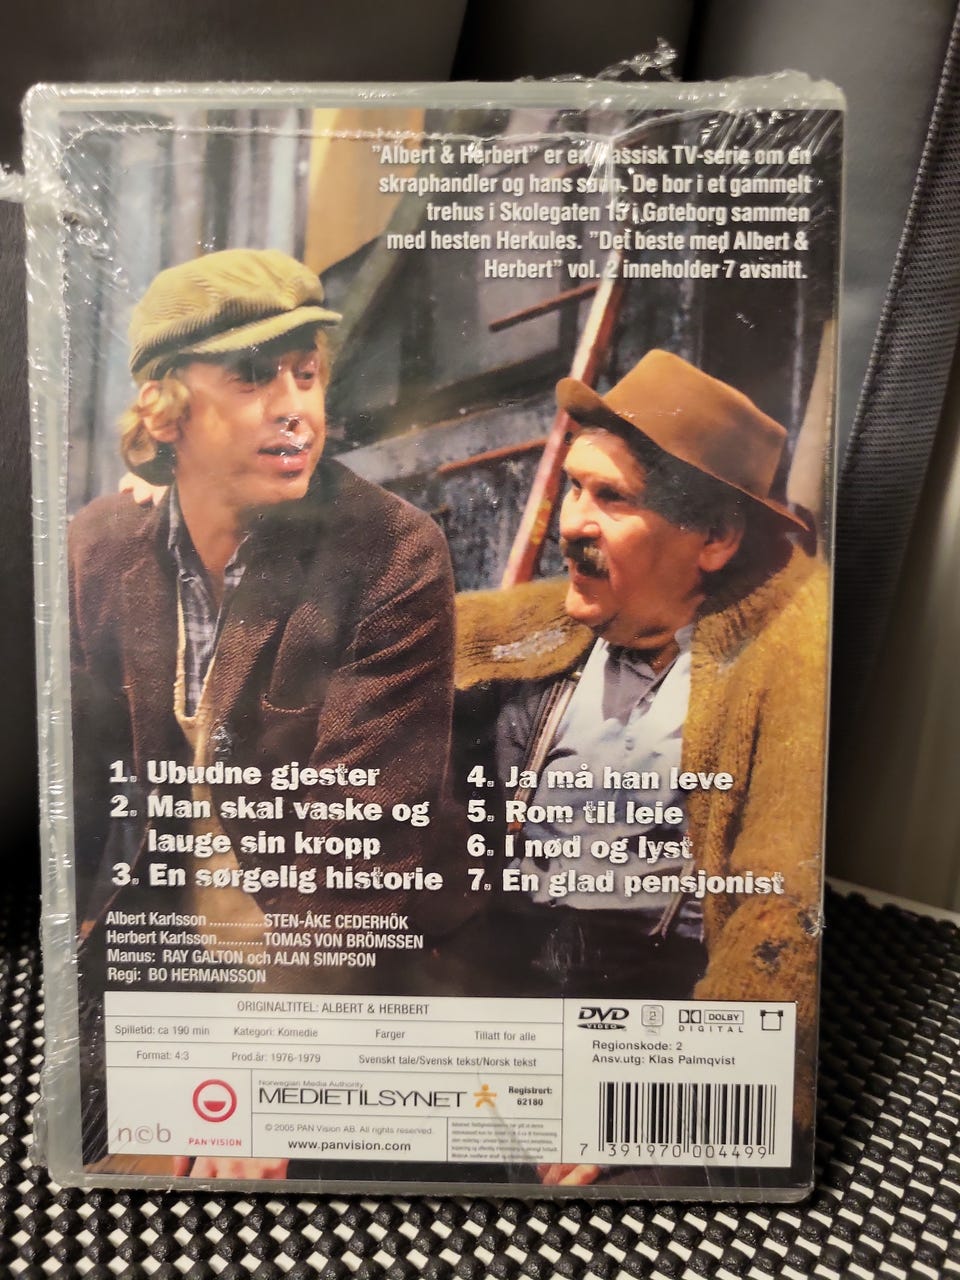 "Albert & Herbert" er en klassisk TV-serie om en
skraphandler og hans sønn. De bor i et gammelt
trehus i Skolegaten 15 i Gøteborg sammen
med hesten Herkules. "Det beste med Albert &
Herbert" vol. 2 inneholder 7 avsnitt.
1. Ubudne gjester
2. Man skal vaske og
lauge sin kropp
3. En sørgelig historie
4. Ja må han leve
5. Rom til leie
6. I nød og lyst
7. En glad pensjonist
Albert Karlsson ............STEN-ÅKE CEDERHÖK
Herbert Karlsson..........TOMAS VON BRÖMSSEN
Manus: RAY GALTON och ALAN SIMPSON
Regi: BO HERMANSSON
ORIGINALTITEL: ALBERT & HERBERT
Spilletid: ca 190 min Kategori: Komedie Farger Tillatt for alle
Format: 4:3 Prod.år: 1976-1979 Svenskt tale/Svensk tekst/Norsk tekst
DVD VIDEO 2 DOLBY DIGITAL
Regionskode: 2
Ansv.utg: Klas Palmqvist
ncb
PAN VISION
Norwegian Media Authority
MEDIETILSYNET
Registrert:
62180
© 2005 PAN Vision AB. All rights reserved.
www.panvision.com
7 391970 004499